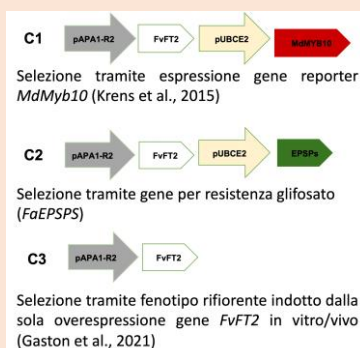 C1 pAPA1-R2 FvFT2 pUBCE2 MdMYB10
Selezione tramite espressione gene reporter
MdMyb10 (Krens et al., 2015)
C2 pAPA1-R2 FvFT2 pUBCE2 EPSPs
Selezione tramite gene per resistenza glifosato
(FaEPSPS)
C3 pAPA1-R2 FvFT2
Selezione tramite fenotipo rifiorente indotto dalla
sola overespressione gene FvFT2 in vitro/vivo
(Gaston et al., 2021)